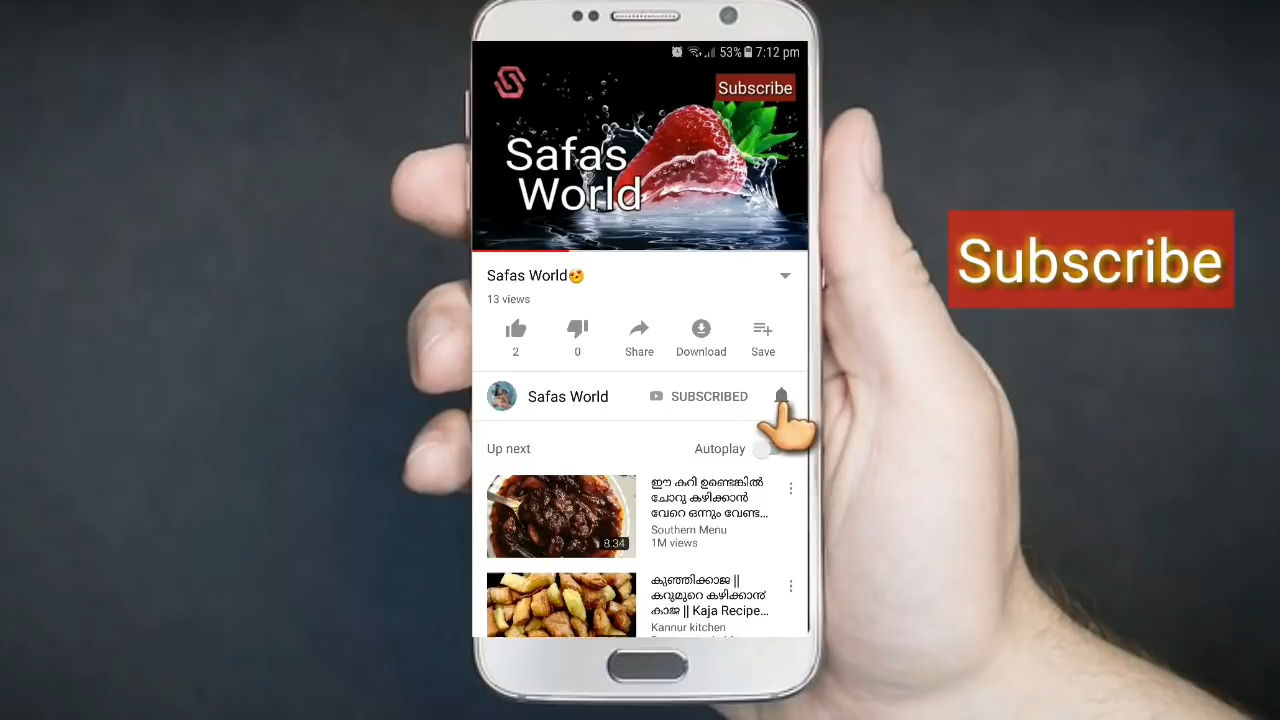 53% 7:12 pm
Subscribe
Safas
World
Subscribe
Safas World
13 views
2
0
Share
Download
Save
Safas World
SUBSCRIBED
Up next
Autoplay
8:34
ഈ കറി ഉണ്ടെങ്കിൽ
ചോറു കഴിക്കാൻ
വേറെ ഒന്നും വേണ്ട...
Southern Menu
1M views
കുഞ്ഞിക്കാജ ||
കറുമുറെ കഴിക്കാൻ
കാജ || Kaja Recipe...
Kannur kitchen